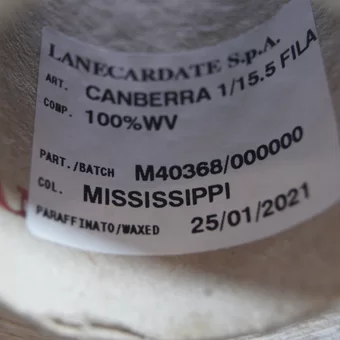 LANECARDATE S.p.A.
ART. CANBERRA 1/15.5 FILA
COMP. 100%WV
PART./BATCH M40368/000000
COL. MISSISSIPPI
PARAFFINATO/WAXED 25/01/2021